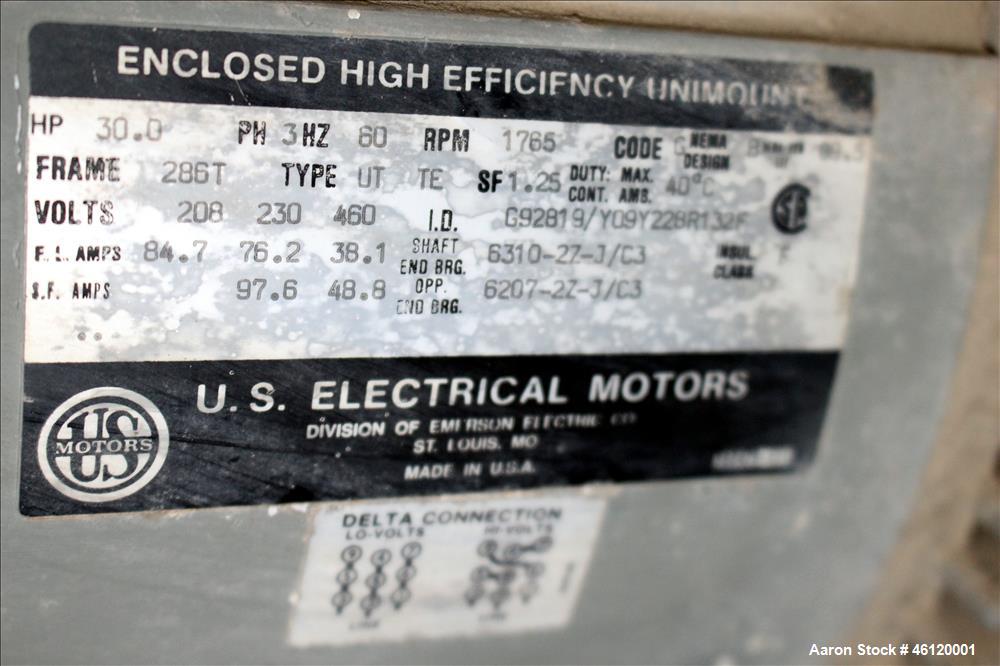 ENCLOSED HIGH EFFICIENCY UNIMOUNT
HP 30.0 PH 3 HZ 60 RPM 1765 CODE G NEMA DESIGN B
FRAME 286T TYPE UT TE SF 1.25 DUTY: MAX. CONT. AMB. 40°C
VOLTS 208 230 460 I.D. G92819/Y09Y228R132F
F.L. AMPS 84.7 76.2 38.1 SHAFT END BRG. 6310-2Z-J/C3 INSUL. CLASS F
S.F. AMPS 97.6 48.8 OPP. END BRG. 6207-2Z-J/C3
US MOTORS
U.S. ELECTRICAL MOTORS
DIVISION OF EMERSON ELECTRIC CO
ST. LOUIS, MO
MADE IN U.S.A.
DELTA CONNECTION
LO-VOLTS HI-VOLTS
LINE LINE
Aaron Stock # 46120001